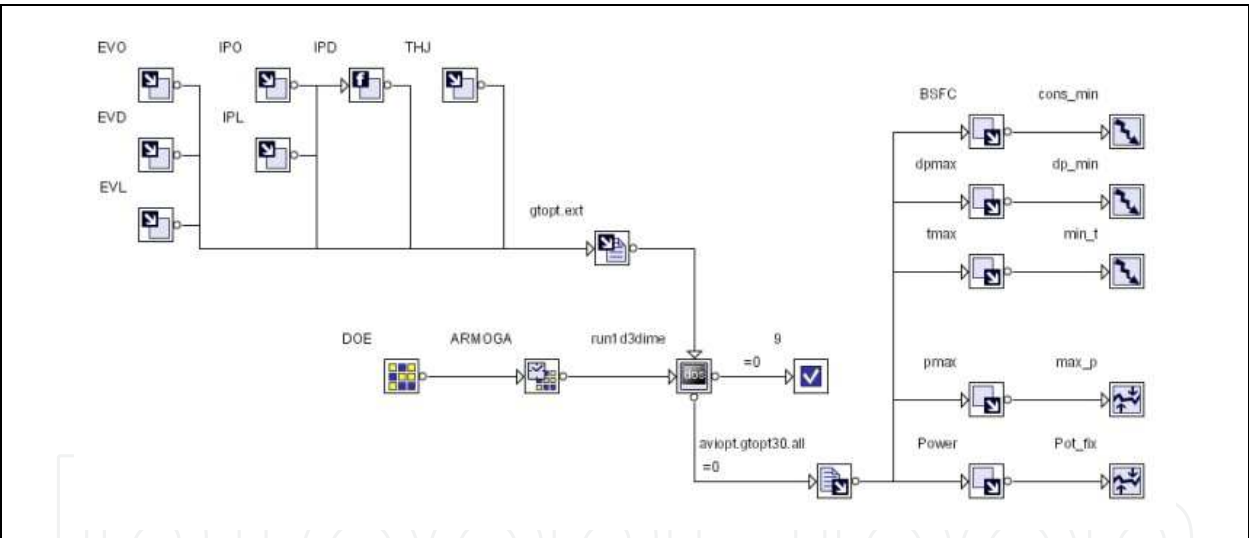 EVO IPO IPD THJ
EVD IPL
EVL
gtopt.ext
BSFC cons_min
dpmax dp_min
tmax min_t
DOE ARMOGA run1d3dime 9
=0
dos
pmax max_p
aviopt.gtopt30.all
=0
Power Pot_fix